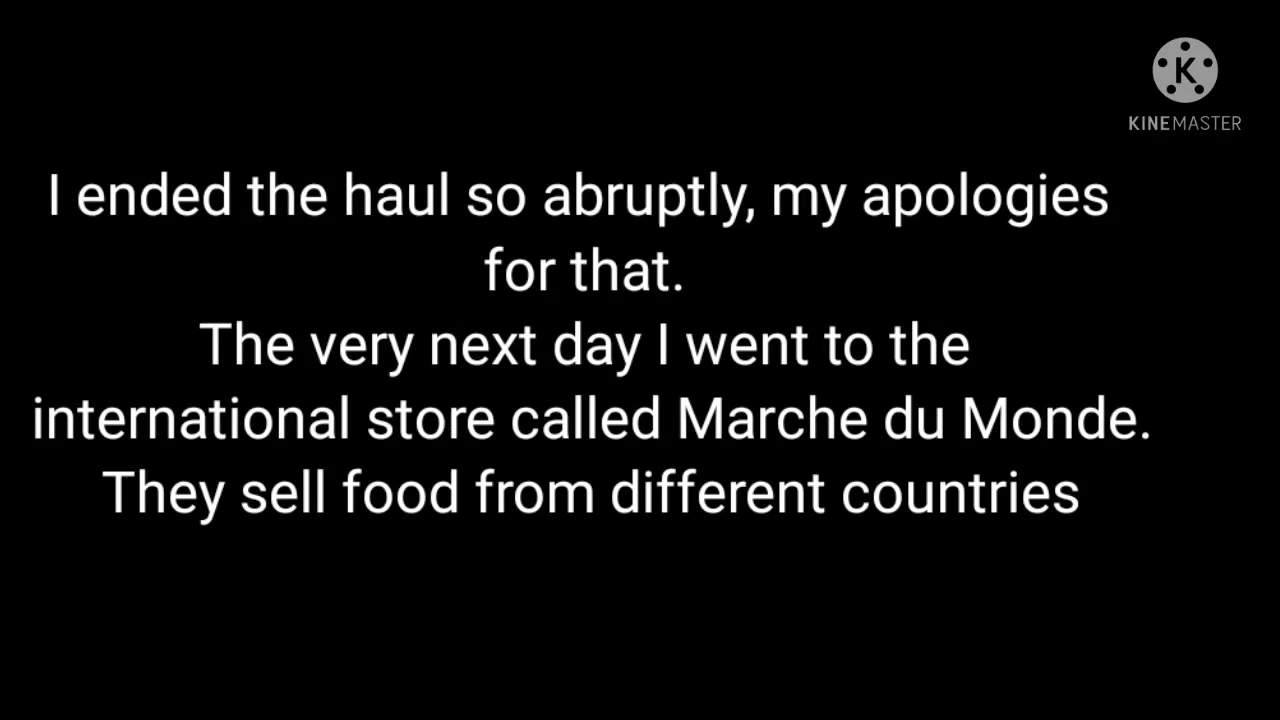 K
KINEMASTER
I ended the haul so abruptly, my apologies
for that.
The very next day I went to the
international store called Marche du Monde.
They sell food from different countries